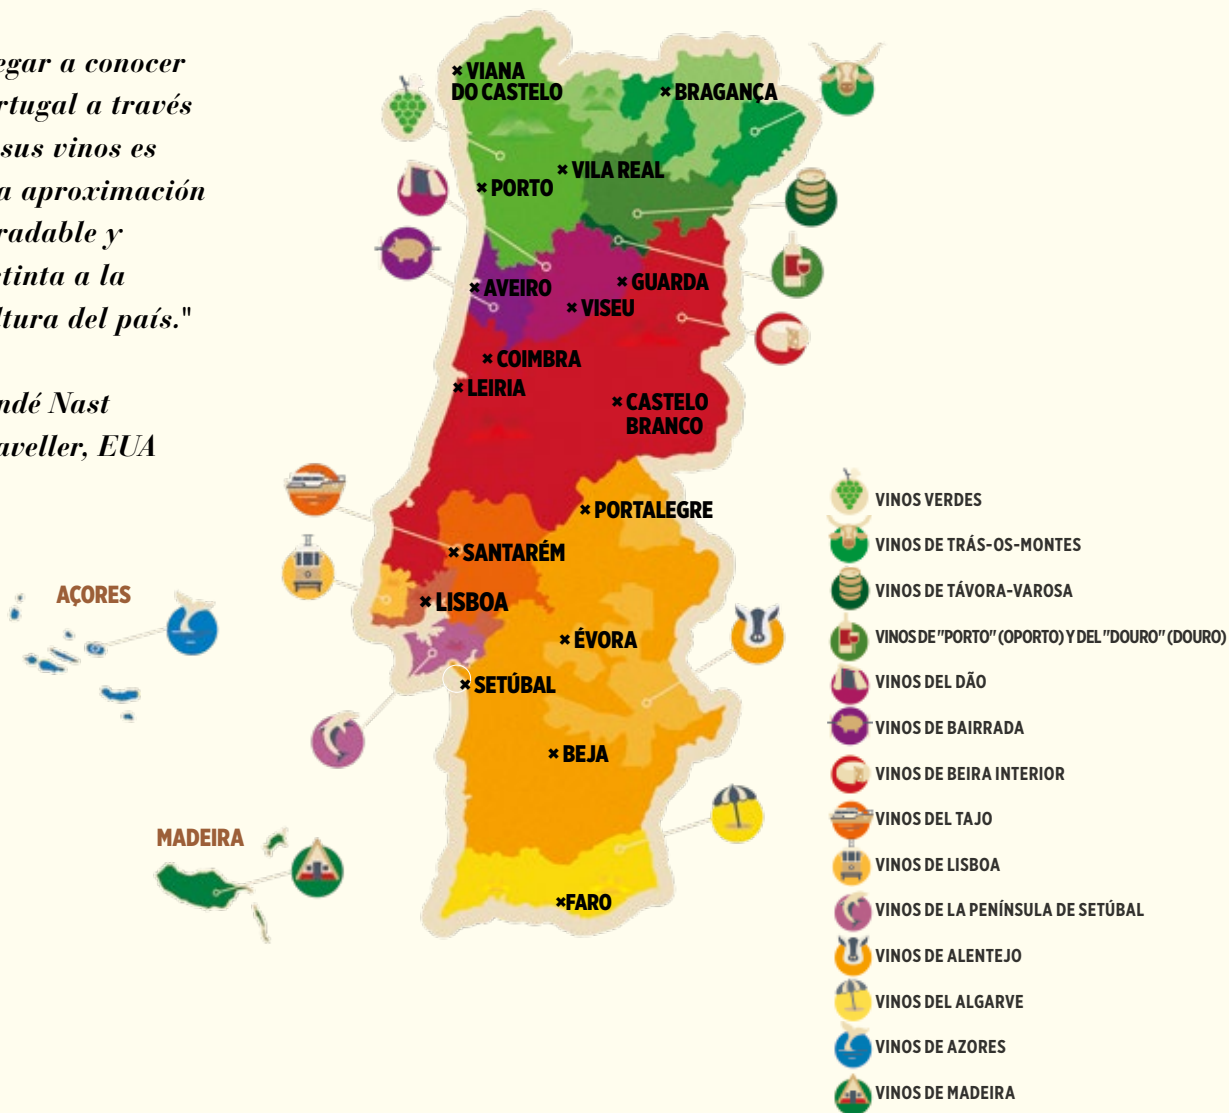 egar a conocer
rtugal a través
sus vinos es
a aproximación
radable y
tinta a la
ltura del país."
ndé Nast
aveller, EUA
VIANA
DO CASTELO
BRAGANÇA
VILA REAL
PORTO
AVEIRO
GUARDA
VISEU
COIMBRA
LEIRIA
CASTELO
BRANCO
PORTALEGRE
SANTARÉM
LISBOA
ÉVORA
SETÚBAL
BEJA
FARO
AÇORES
MADEIRA
VINOS VERDES
VINOS DE TRÁS-OS-MONTES
VINOS DE TÁVORA-VAROSA
VINOS DE "PORTO" (OPORTO) Y DEL "DOURO" (DOURO)
VINOS DEL DÃO
VINOS DE BAIRRADA
VINOS DE BEIRA INTERIOR
VINOS DEL TAJO
VINOS DE LISBOA
VINOS DE LA PENÍNSULA DE SETÚBAL
VINOS DE ALENTEJO
VINOS DEL ALGARVE
VINOS DE AZORES
VINOS DE MADEIRA